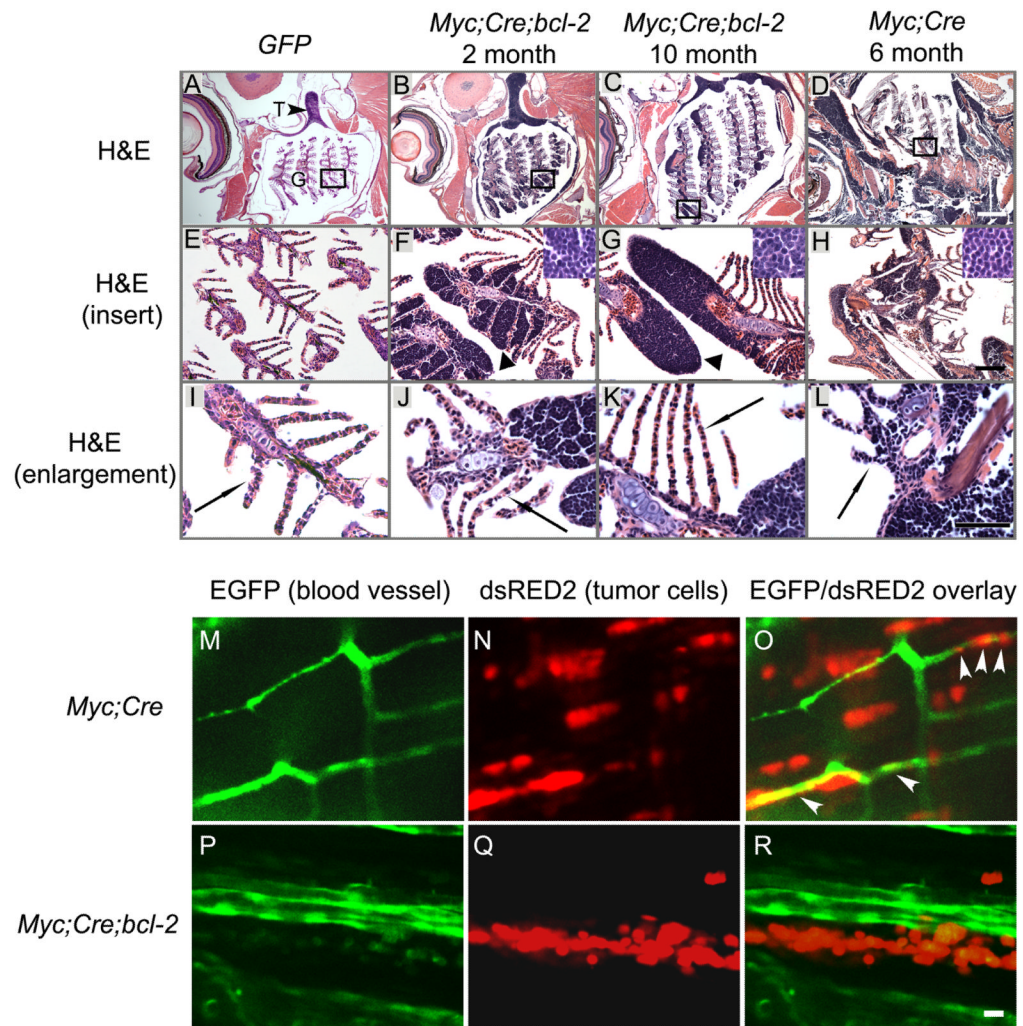 GFP
Myc;Cre;bcl-2
2 month
Myc;Cre;bcl-2
10 month
Myc;Cre
6 month
H&E
A
T
G
B
C
D
H&E
(insert)
E
F
G
H
H&E
(enlargement)
I
J
K
L
EGFP (blood vessel)
dsRED2 (tumor cells)
EGFP/dsRED2 overlay
Myc;Cre
M
N
O
Myc;Cre;bcl-2
P
Q
R